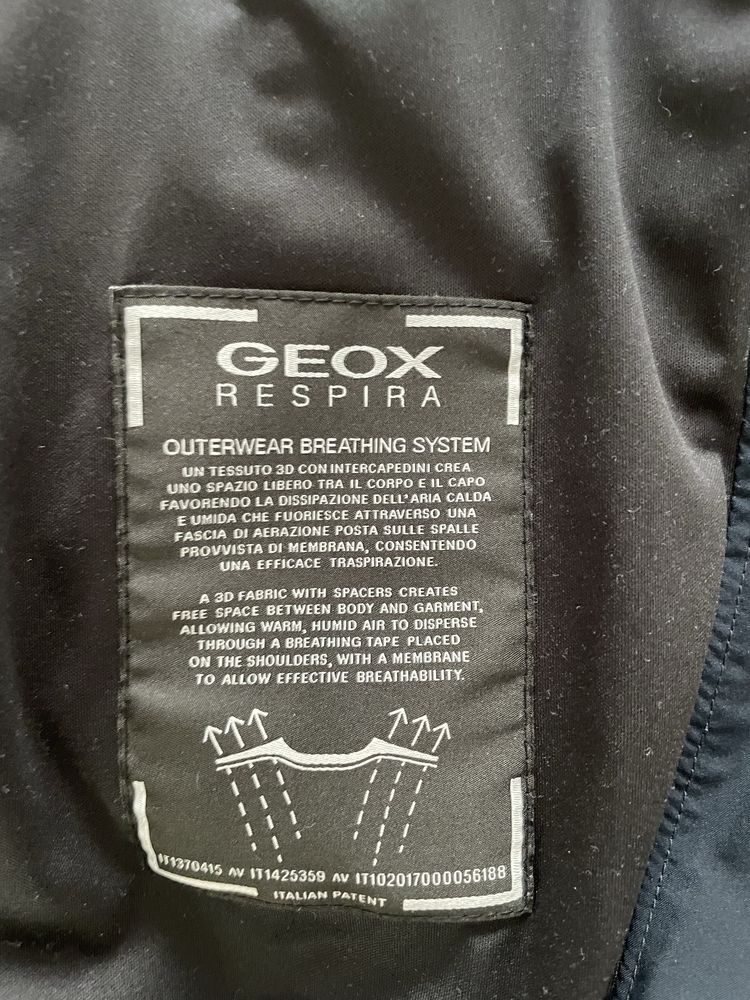 GEOX
RESPIRA
OUTERWEAR BREATHING SYSTEM
UN TESSUTO 3D CON INTERCAPEDINI CREA
UNO SPAZIO LIBERO TRA IL CORPO E IL CAPO
FAVORENDO LA DISSIPAZIONE DELL'ARIA CALDA
E UMIDA CHE FUORIESCE ATTRAVERSO UNA
FASCIA DI AERAZIONE POSTA SULLE SPALLE
PROVVISTA DI MEMBRANA, CONSENTENDO
UNA EFFICACE TRASPIRAZIONE.
A 3D FABRIC WITH SPACERS CREATES
FREE SPACE BETWEEN BODY AND GARMENT,
ALLOWING WARM, HUMID AIR TO DISPERSE
THROUGH A BREATHING TAPE PLACED
ON THE SHOULDERS, WITH A MEMBRANE
TO ALLOW EFFECTIVE BREATHABILITY.
IT1370415 AV IT1425359 AV IT102017000056188
ITALIAN PATENT